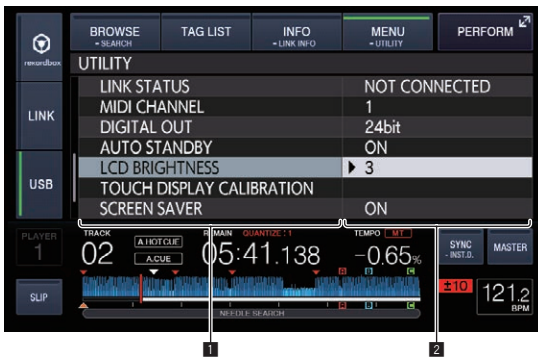 BROWSE
- SEARCH
TAG LIST
INFO
- LINK INFO
MENU
- UTILITY
PERFORM
rekordbox
UTILITY
LINK STATUS NOT CONNECTED
MIDI CHANNEL 1
DIGITAL OUT 24bit
AUTO STANDBY ON
LCD BRIGHTNESS 3
TOUCH DISPLAY CALIBRATION
SCREEN SAVER ON
LINK
USB
PLAYER
1
SLIP
TRACK
02
A.HOT CUE
A.CUE
REMAIN QUANTIZE : 1
05:41.138
TEMPO MT
-0.65%
SYNC
- INST.D.
MASTER
±10
121.2
BPM
NEEDLE SEARCH
1
2